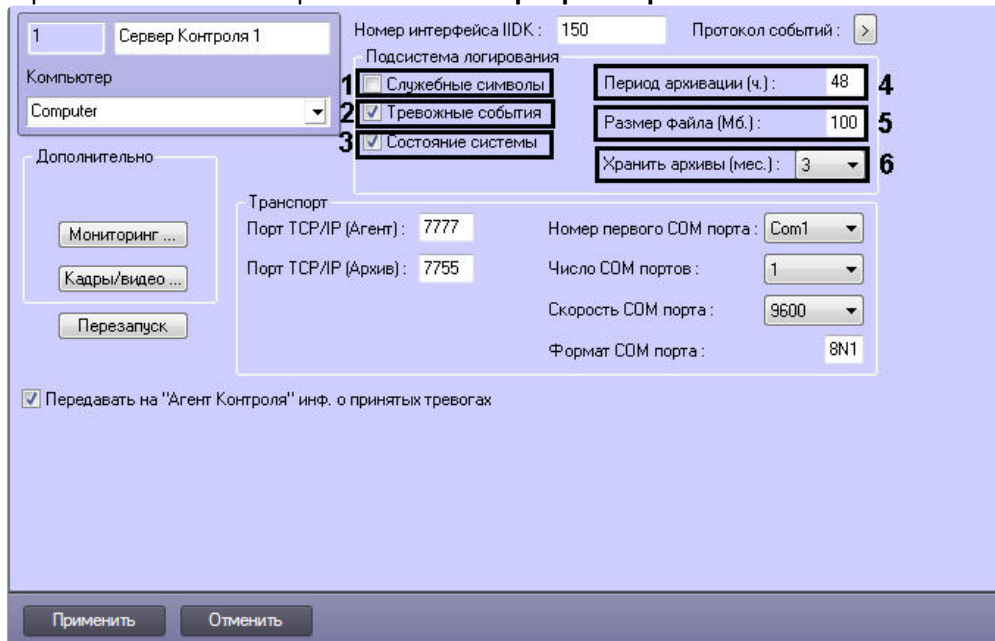 1 Сервер Контроля 1
Номер интерфейса IIDK : 150 Протокол событий : >
Компьютер
Computer
Подсистема логирования
1 Служебные символы
2 Тревожные события
3 Состояние системы
Период архивации (ч.) : 48 4
Размер файла (Мб.) : 100 5
Хранить архивы (мес.) : 3 6
Дополнительно
Мониторинг ...
Кадры/видео ...
Перезапуск
Транспорт
Порт TCP/IP (Агент) : 7777
Порт TCP/IP (Архив) : 7755
Номер первого COM порта : Com1
Число COM портов : 1
Скорость COM порта : 9600
Формат COM порта : 8N1
Передавать на "Агент Контроля" инф. о принятых тревогах
Применить Отменить